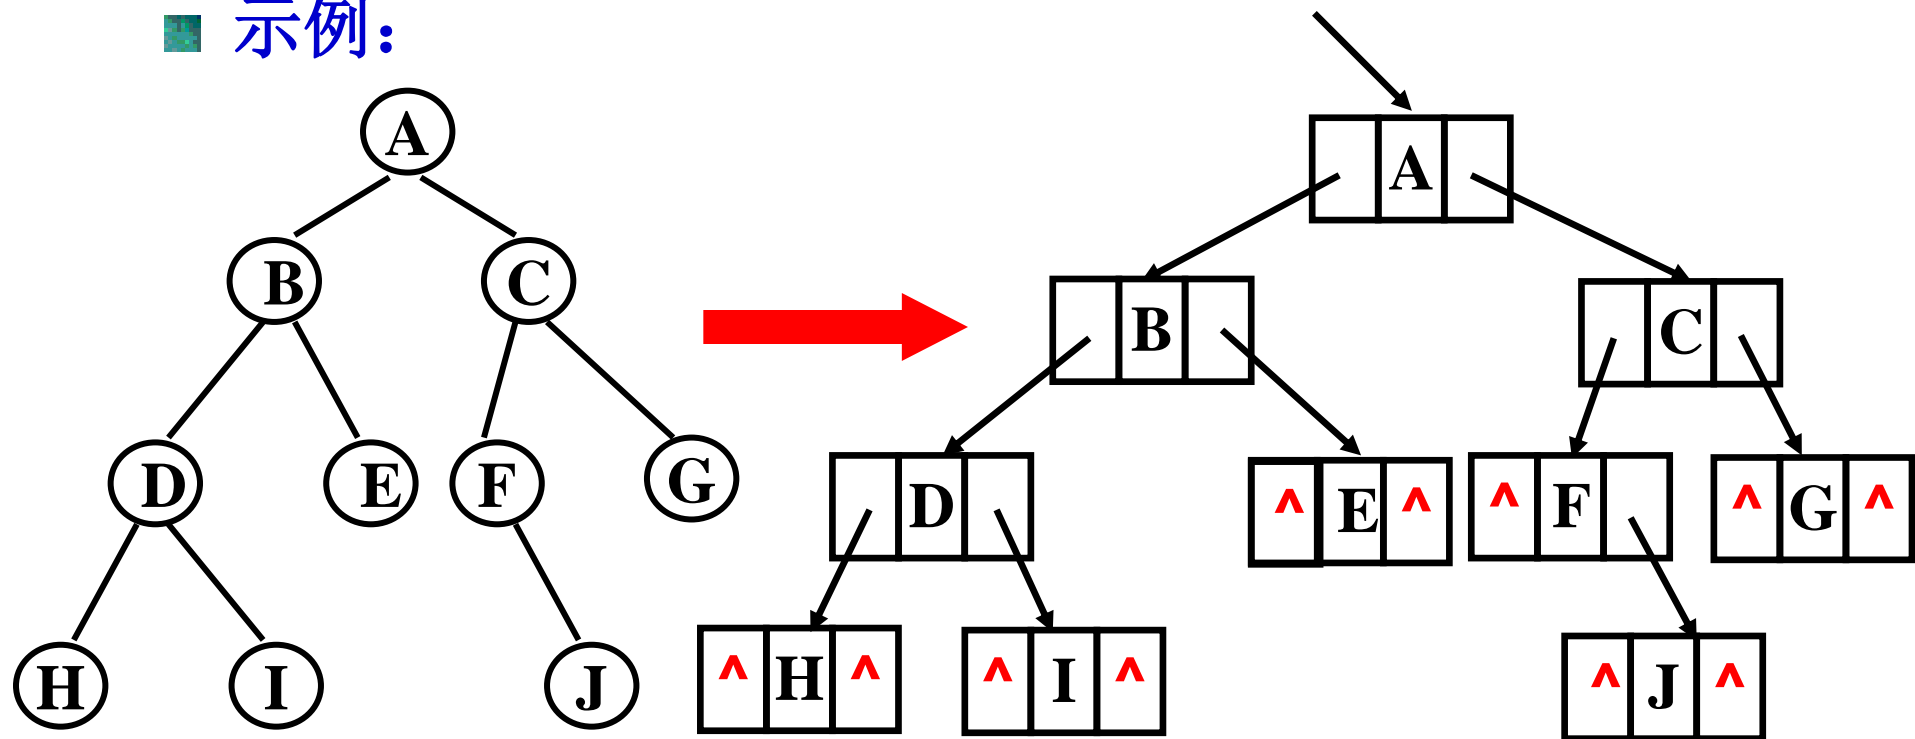 示例：
A
B C
D E F G
H I J
A
B C
D ^ E ^ ^ F ^ G ^
^ H ^ ^ I ^ ^ J ^